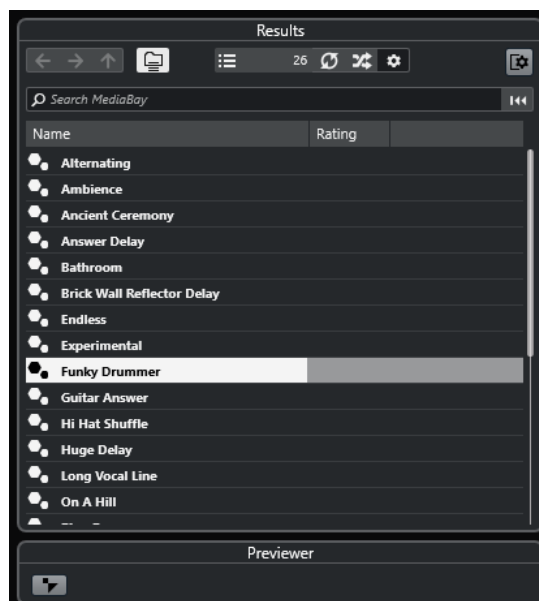 Results
26
Search MediaBay
Name Rating
Alternating
Ambience
Ancient Ceremony
Answer Delay
Bathroom
Brick Wall Reflector Delay
Endless
Experimental
Funky Drummer
Guitar Answer
Hi Hat Shuffle
Huge Delay
Long Vocal Line
On A Hill
Previewer